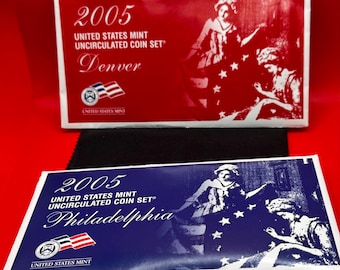 2005
UNITED STATES MINT
UNCIRCULATED COIN SET®
Denver
UNITED STATES MINT
2005
UNITED STATES MINT
UNCIRCULATED COIN SET®
Philadelphia
UNITED STATES MINT